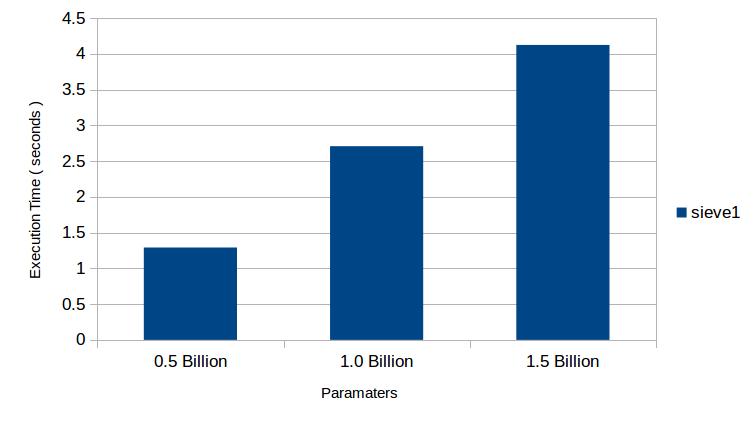 4.5
4
3.5
3
2.5
2
1.5
1
0.5
0
Execution Time ( seconds )
0.5 Billion
1.0 Billion
1.5 Billion
Paramaters
sieve1